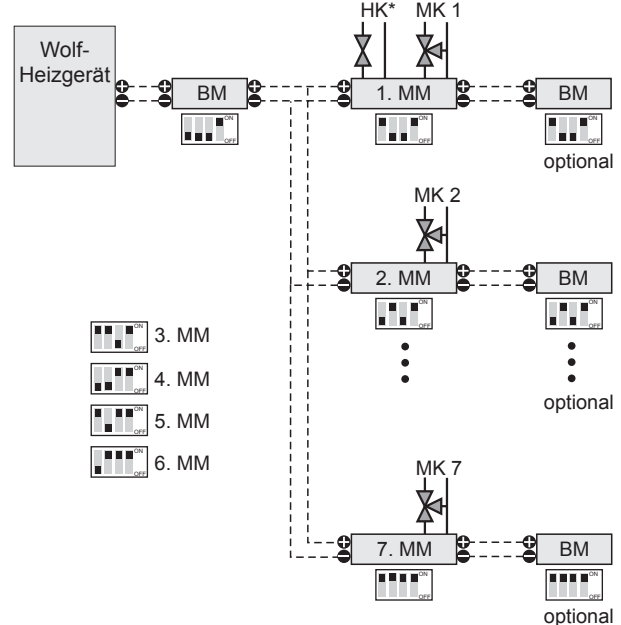 HK* MK 1
Wolf-
Heizgerät
BM
1. MM
BM
ON
OFF
ON
OFF
ON
OFF
optional
MK 2
2. MM
BM
ON
OFF
ON
OFF
optional
ON
OFF
3. MM
ON
OFF
4. MM
ON
OFF
5. MM
ON
OFF
6. MM
MK 7
7. MM
BM
ON
OFF
ON
OFF
optional